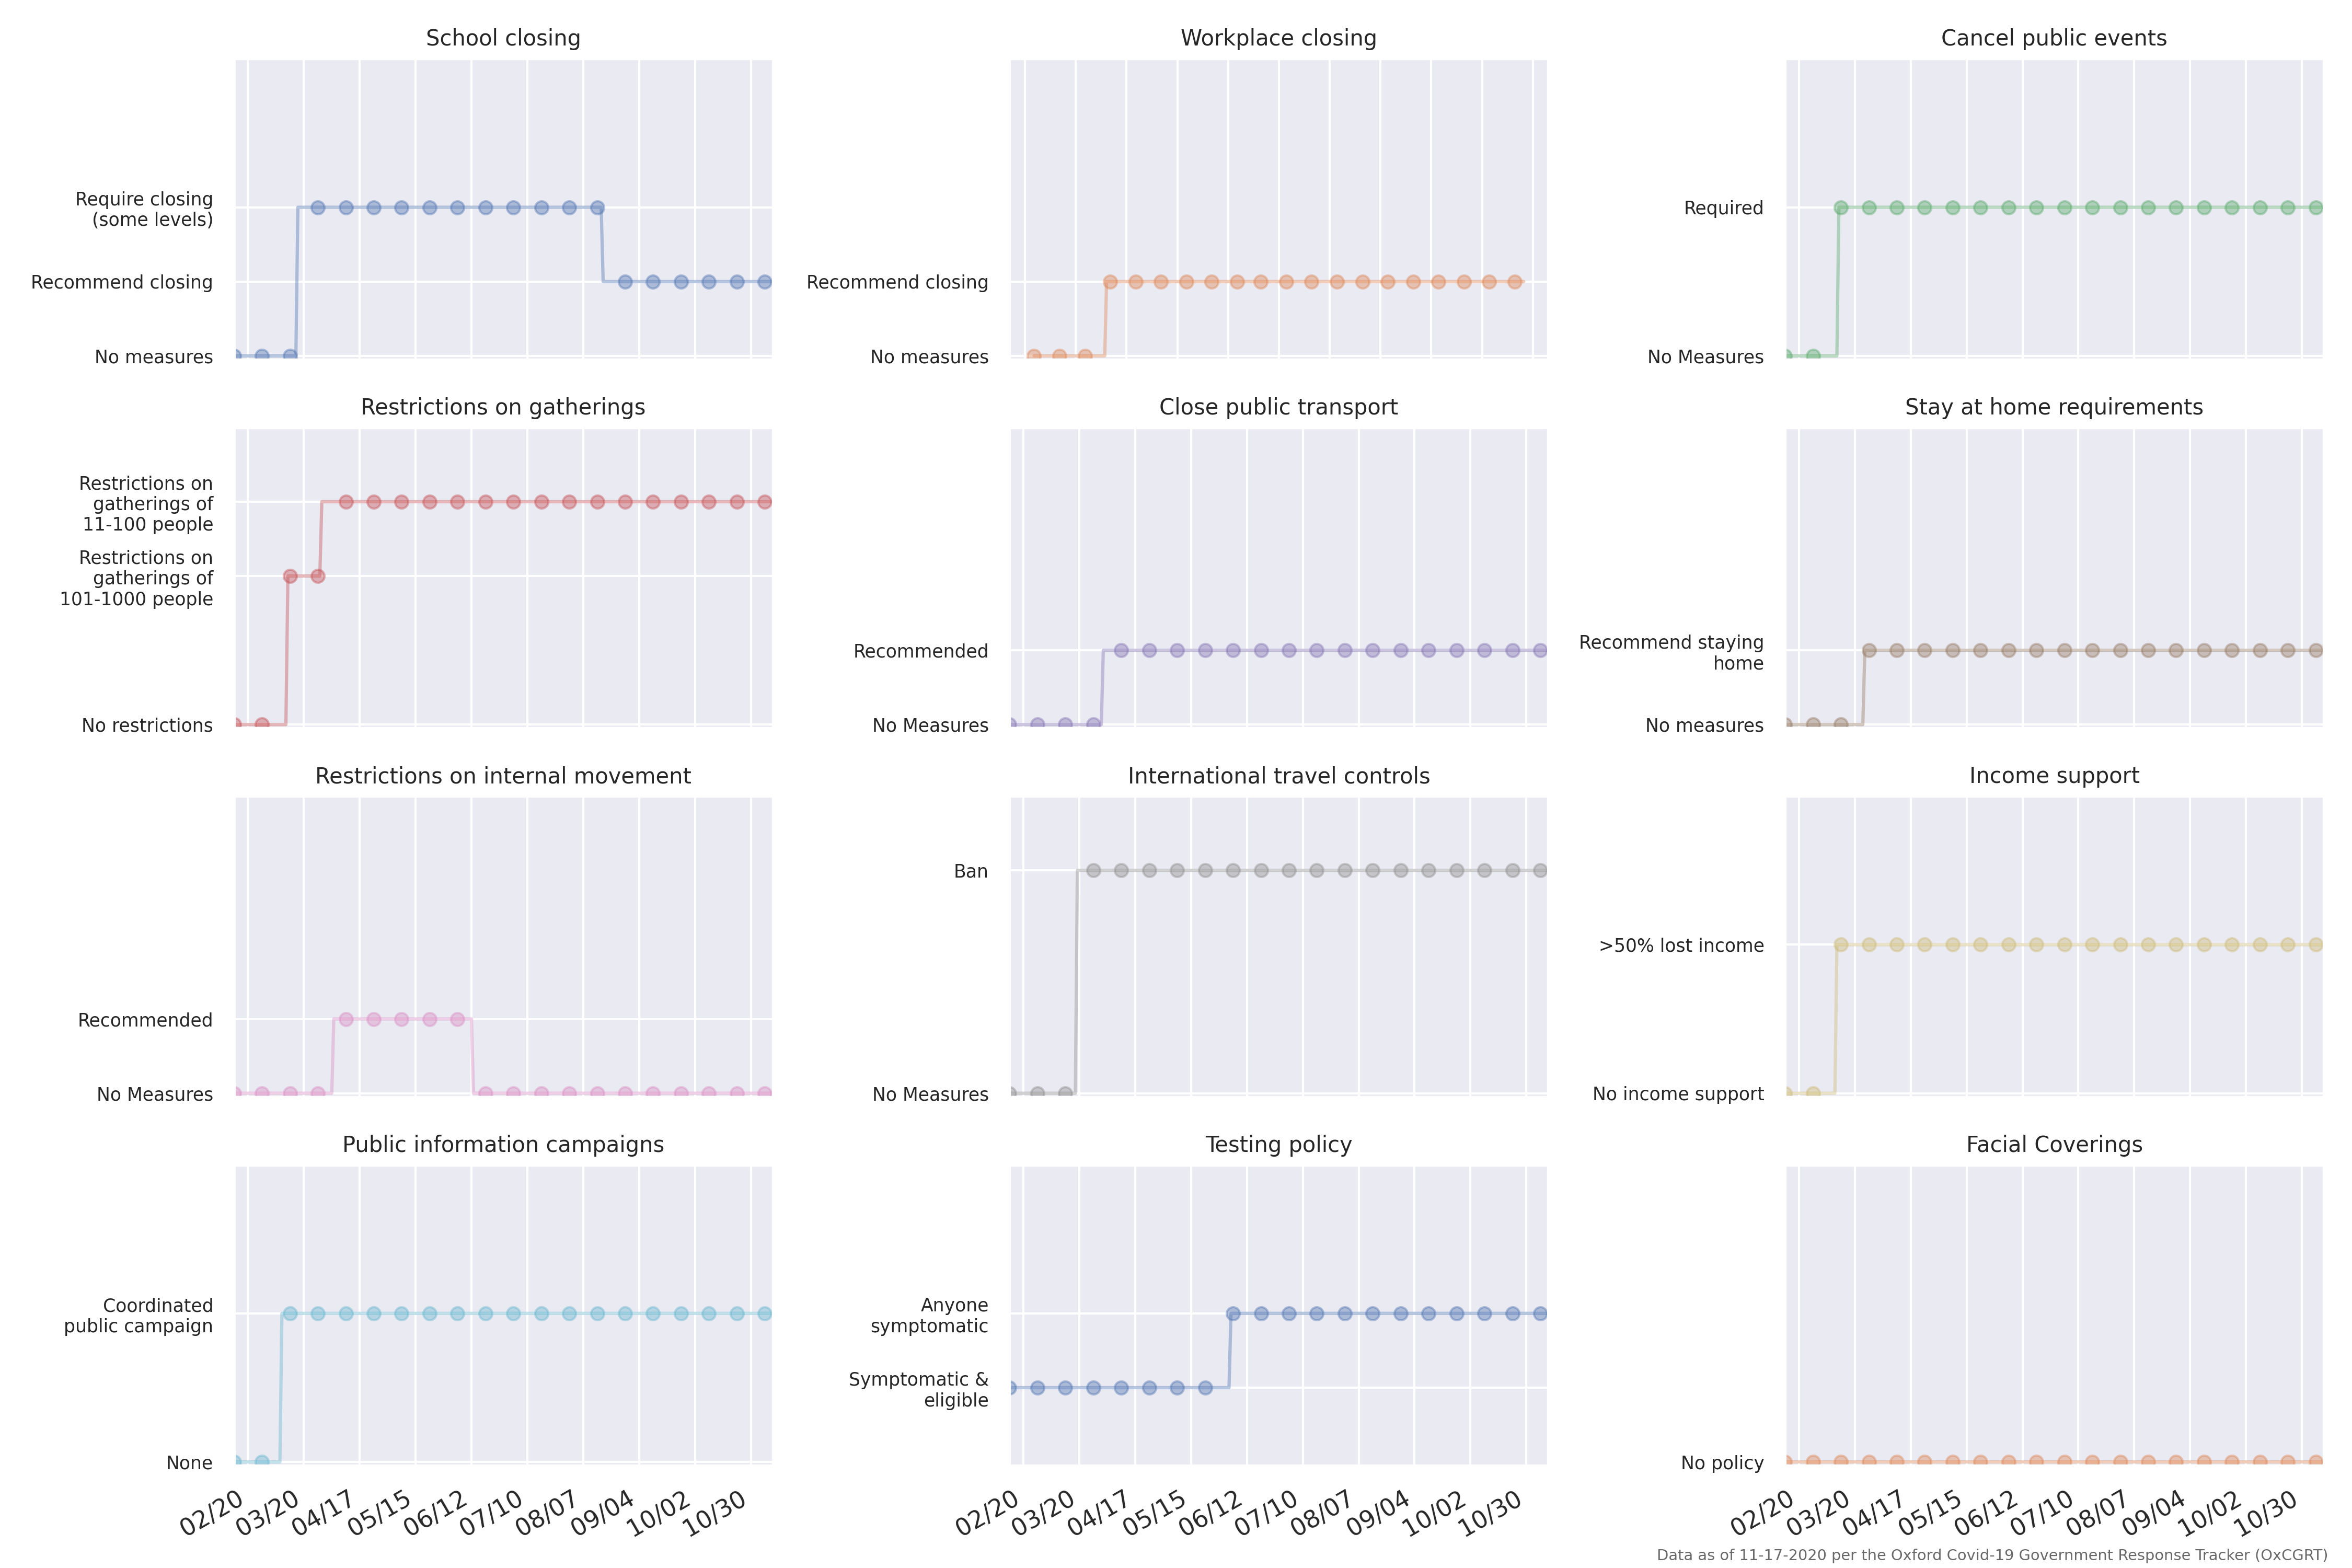 School closing
Require closing
(some levels)
Recommend closing
No measures
Workplace closing
Recommend closing
No measures
Cancel public events
Required
No Measures
Restrictions on gatherings
Restrictions on
gatherings of
11-100 people
Restrictions on
gatherings of
101-1000 people
No restrictions
Close public transport
Recommended
No Measures
Stay at home requirements
Recommend staying
home
No measures
Restrictions on internal movement
Recommended
No Measures
International travel controls
Ban
No Measures
Income support
>50% lost income
No income support
Public information campaigns
Coordinated
public campaign
None
02/20 03/20 04/17 05/15 06/12 07/10 08/07 09/04 10/02 10/30
Testing policy
Anyone
symptomatic
Symptomatic &
eligible
02/20 03/20 04/17 05/15 06/12 07/10 08/07 09/04 10/02 10/30
Facial Coverings
No policy
02/20 03/20 04/17 05/15 06/12 07/10 08/07 09/04 10/02 10/30
Data as of 11-17-2020 per the Oxford Covid-19 Government Response Tracker (OxCGRT)